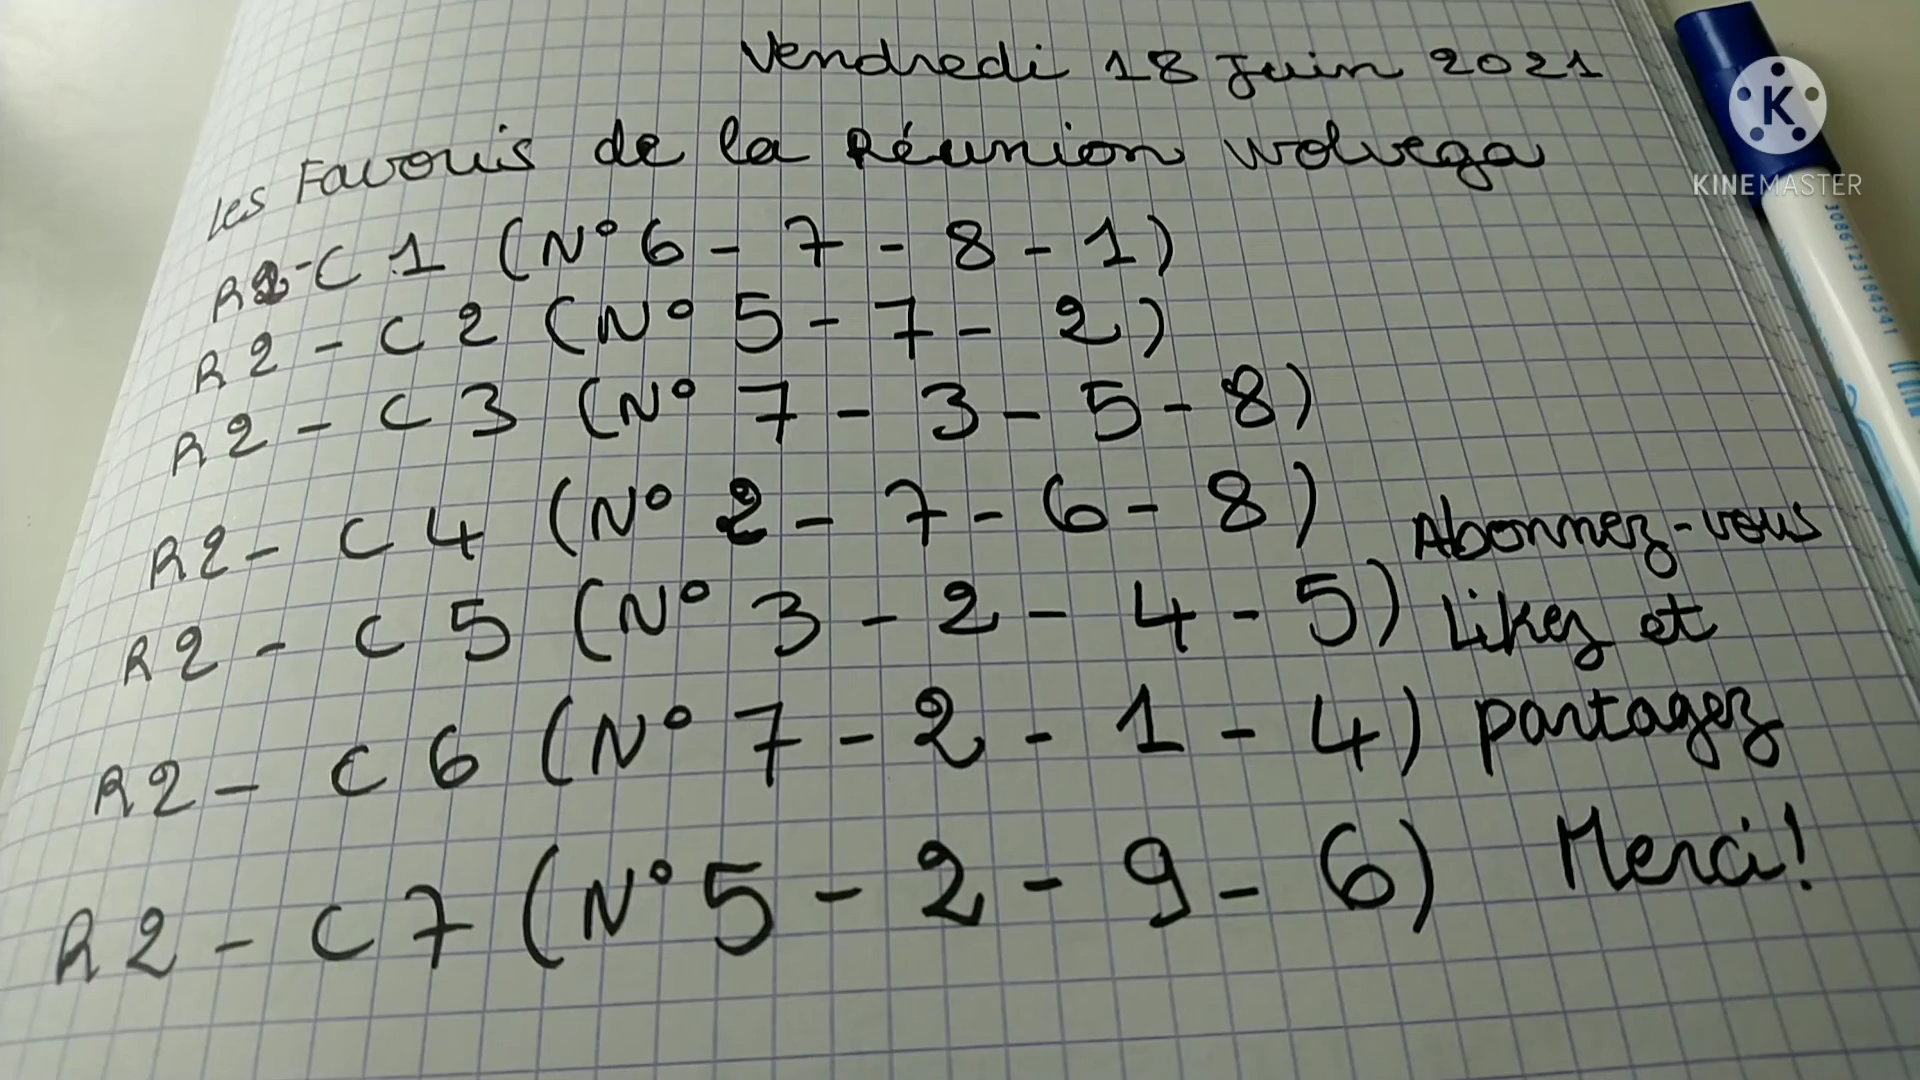 Vendredi 18 Juin 2021
Les Favoris de la Réunion Wolvega
R2-C1 (N° 6 - 7 - 8 - 1)
R2 - C2 (N° 5 - 7 - 2)
R2 - C3 (N° 7 - 3 - 5 - 8)
R2 - C4 (N° 2 - 7 - 6 - 8)
R2 - C5 (N° 3 - 2 - 4 - 5)
R2 - C6 (N° 7 - 2 - 1 - 4)
R2 - C7 (N° 5 - 2 - 9 - 6)
Abonnez-vous
Likez et
partagez
Merci!
K
KINEMASTER
3086123184541